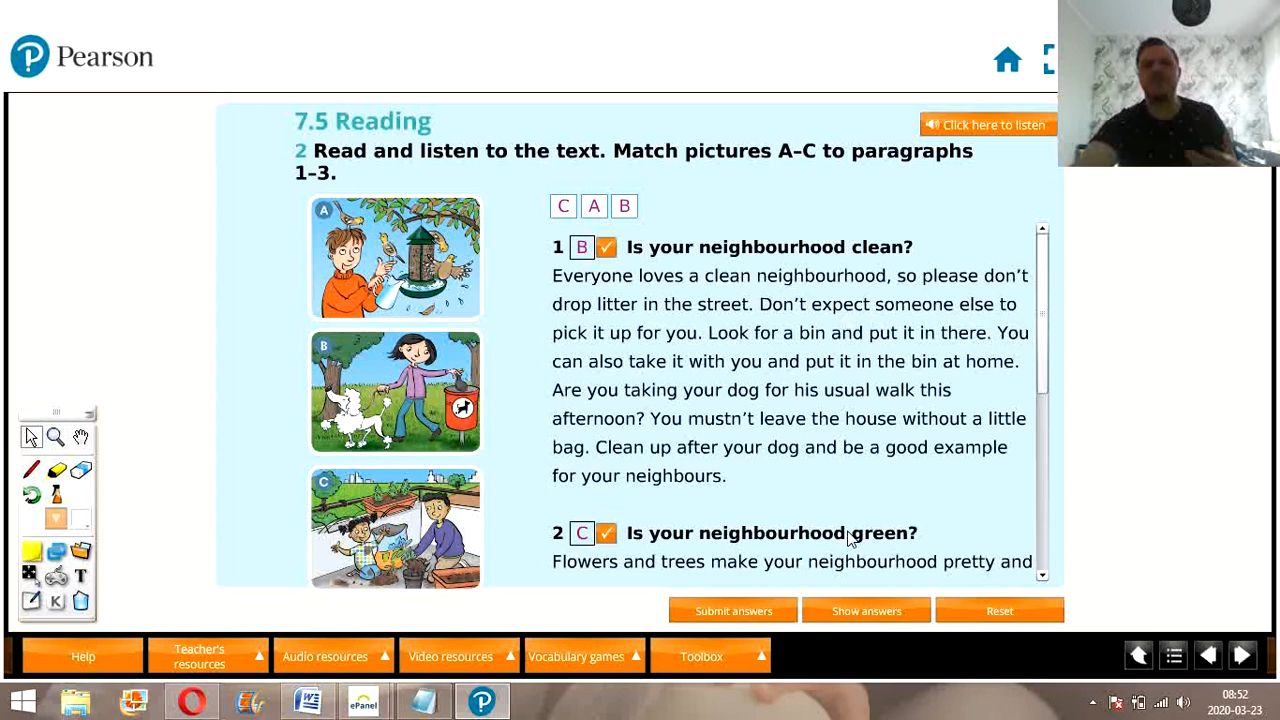 Pearson
7.5 Reading
Click here to listen
2 Read and listen to the text. Match pictures A–C to paragraphs
1–3.
A
B
C
C A B
1 B Is your neighbourhood clean?
Everyone loves a clean neighbourhood, so please don't
drop litter in the street. Don't expect someone else to
pick it up for you. Look for a bin and put it in there. You
can also take it with you and put it in the bin at home.
Are you taking your dog for his usual walk this
afternoon? You mustn't leave the house without a little
bag. Clean up after your dog and be a good example
for your neighbours.
2 C Is your neighbourhood green?
Flowers and trees make your neighbourhood pretty and
Submit answers
Show answers
Reset
T
K
Help
Teacher's
resources
Audio resources
Video resources
Vocabulary games
Toolbox
ePanel
08:52
2020-03-23